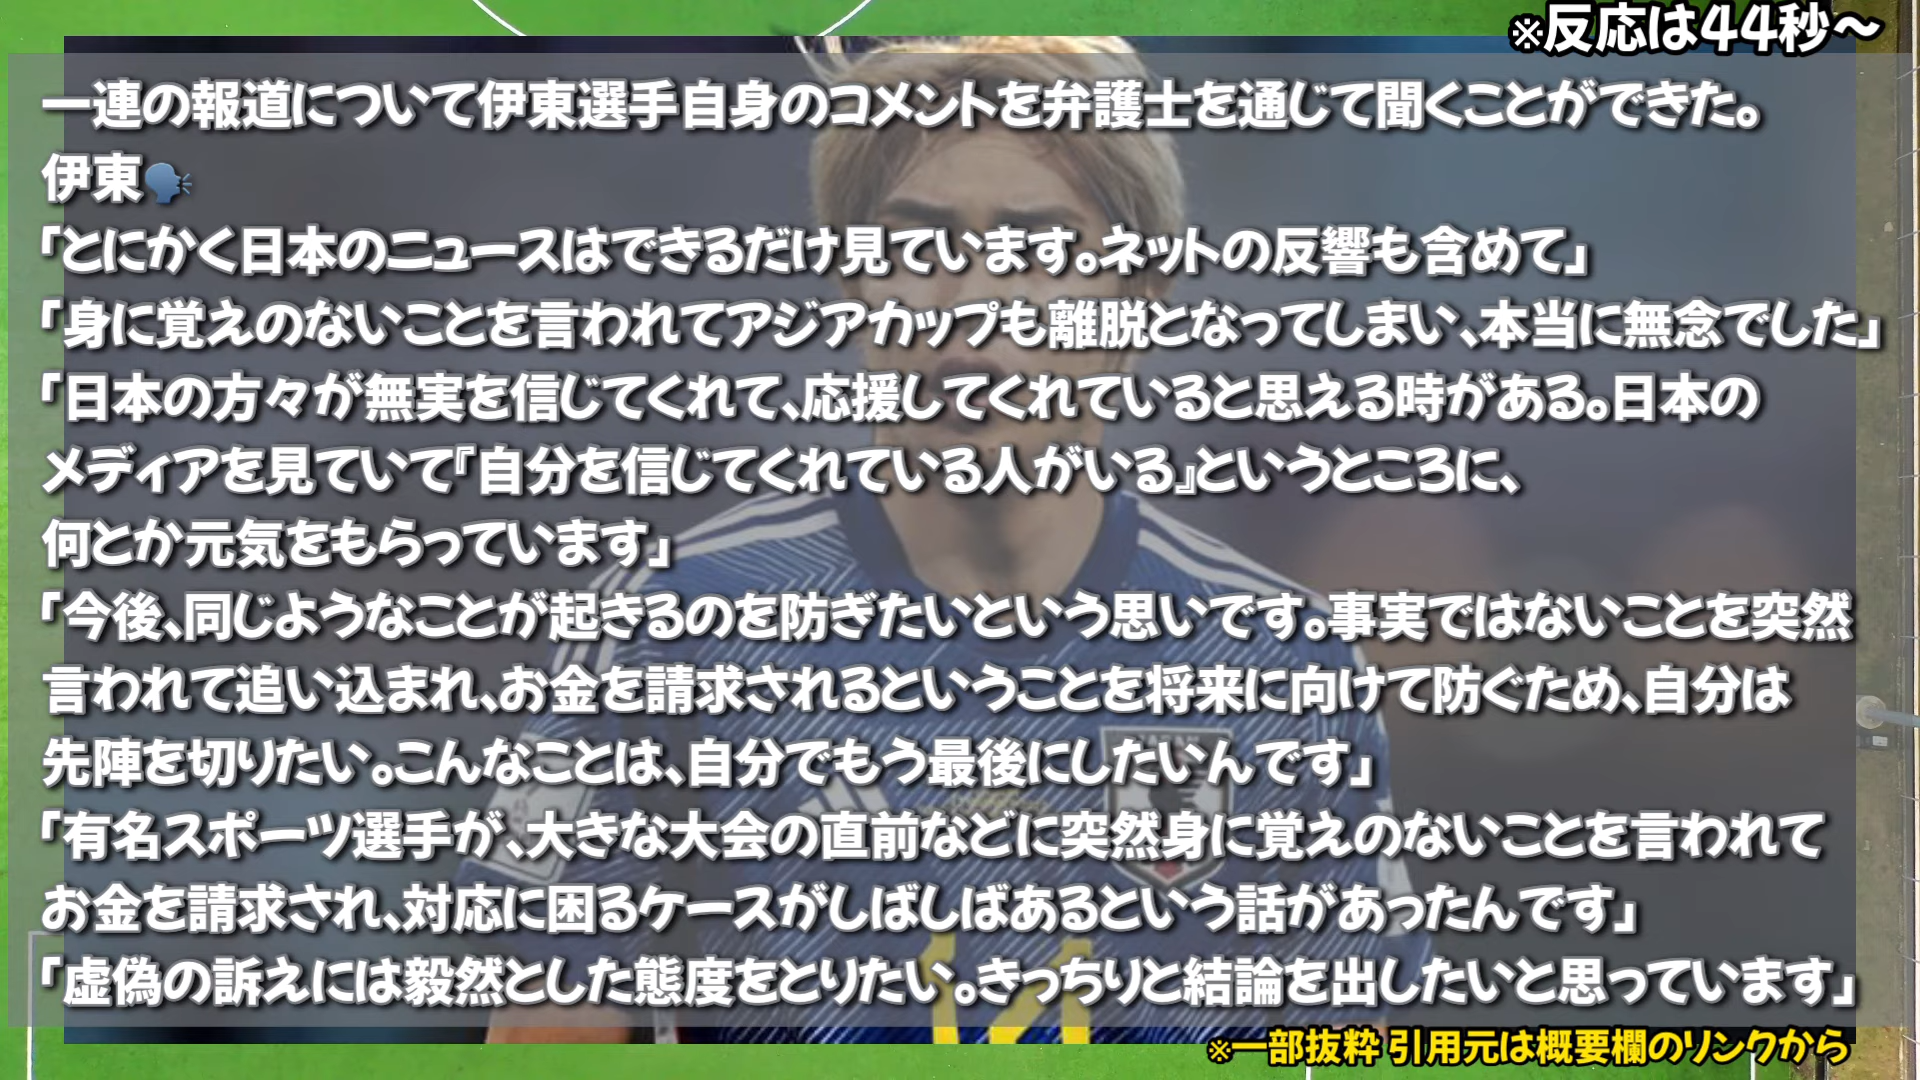 ※反応は44秒～
一連の報道について伊東選手自身のコメントを弁護士を通じて聞くことができた。
伊東🗣
「とにかく日本のニュースはできるだけ見ています。ネットの反響も含めて」
「身に覚えのないことを言われてアジアカップも離脱となってしまい、本当に無念でした」
「日本の方々が無実を信じてくれて、応援してくれていると思える時がある。日本の
メディアを見ていて『自分を信じてくれている人がいる』というところに、
何とか元気をもらっています」
「今後、同じようなことが起きるのを防ぎたいという思いです。事実ではないことを突然
言われて追い込まれ、お金を請求されるということを将来に向けて防ぐため、自分は
先陣を切りたい。こんなことは、自分でもう最後にしたいんです」
「有名スポーツ選手が、大きな大会の直前などに突然身に覚えのないことを言われて
お金を請求され、対応に困るケースがしばしばあるという話があったんです」
「虚偽の訴えには毅然とした態度をとりたい。きっちりと結論を出したいと思っています」
※一部抜粋 引用元は概要欄のリンクから